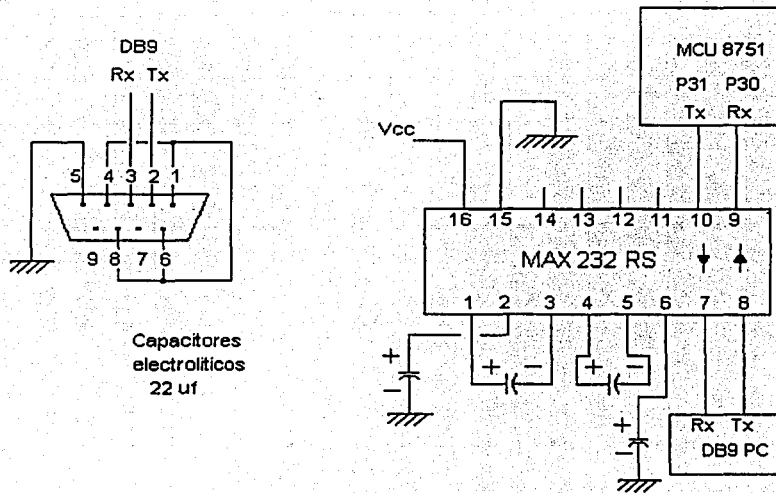 DB9
Rx Tx
5 4 3 2 1
9 8 7 6
Capacitores
electroliticos
22 uf
MCU 8751
P31 P30
Tx Rx
Vcc
16 15 14 13 12 11 10 9
MAX 232 RS
1 2 3 4 5 6 7 8
+ -
+ -
+ -
+ -
Rx Tx
DB9 PC